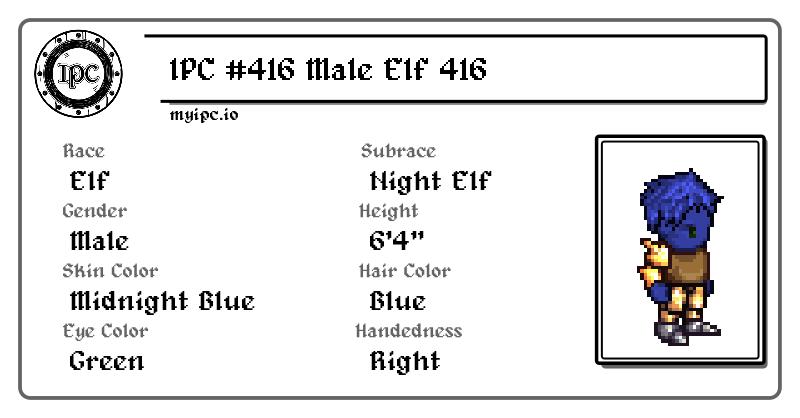 IPC
IPC #416 Male Elf 416
myipc.io
Race
Elf
Subrace
Night Elf
Gender
Male
Height
6'4"
Skin Color
Midnight Blue
Hair Color
Blue
Eye Color
Green
Handedness
Right